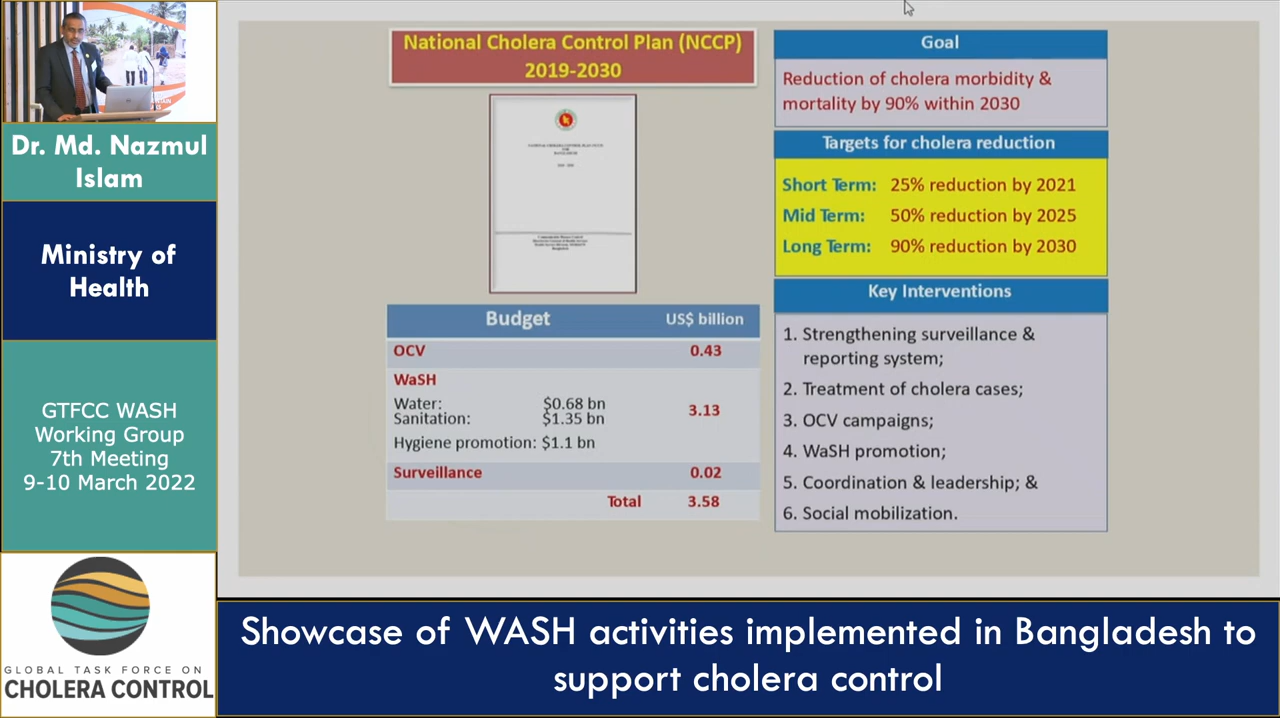 Dr. Md. Nazmul
Islam
Ministry of
Health
GTFCC WASH
Working Group
7th Meeting
9-10 March 2022
GLOBAL TASK FORCE ON
CHOLERA CONTROL
National Cholera Control Plan (NCCP)
2019-2030
Budget US$ billion
OCV 0.43
WaSH
Water: $0.68 bn
Sanitation: $1.35 bn
3.13
Hygiene promotion: $1.1 bn
Surveillance 0.02
Total 3.58
Goal
Reduction of cholera morbidity &
mortality by 90% within 2030
Targets for cholera reduction
Short Term: 25% reduction by 2021
Mid Term: 50% reduction by 2025
Long Term: 90% reduction by 2030
Key Interventions
1. Strengthening surveillance &
reporting system;
2. Treatment of cholera cases;
3. OCV campaigns;
4. WaSH promotion;
5. Coordination & leadership; &
6. Social mobilization.
Showcase of WASH activities implemented in Bangladesh to
support cholera control